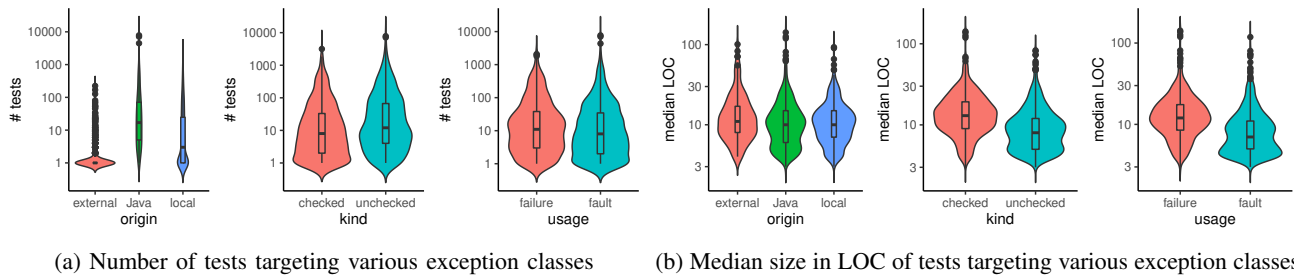 # tests
10000
1000
100
10
1
external Java local
origin
# tests
10000
1000
100
10
1
checked unchecked
kind
# tests
10000
1000
100
10
1
failure fault
usage
median LOC
100
30
10
3
external Java local
origin
median LOC
100
30
10
3
checked unchecked
kind
median LOC
100
30
10
3
failure fault
usage
(a) Number of tests targeting various exception classes
(b) Median size in LOC of tests targeting various exception classes